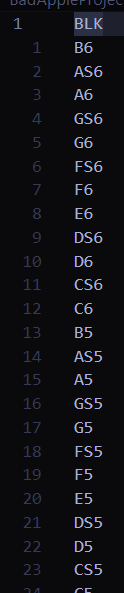 BadAppleProjec
1 BLK
1 B6
2 AS6
3 A6
4 GS6
5 G6
6 FS6
7 F6
8 E6
9 DS6
10 D6
11 CS6
12 C6
13 B5
14 AS5
15 A5
16 GS5
17 G5
18 FS5
19 F5
20 E5
21 DS5
22 D5
23 CS5
24 C5